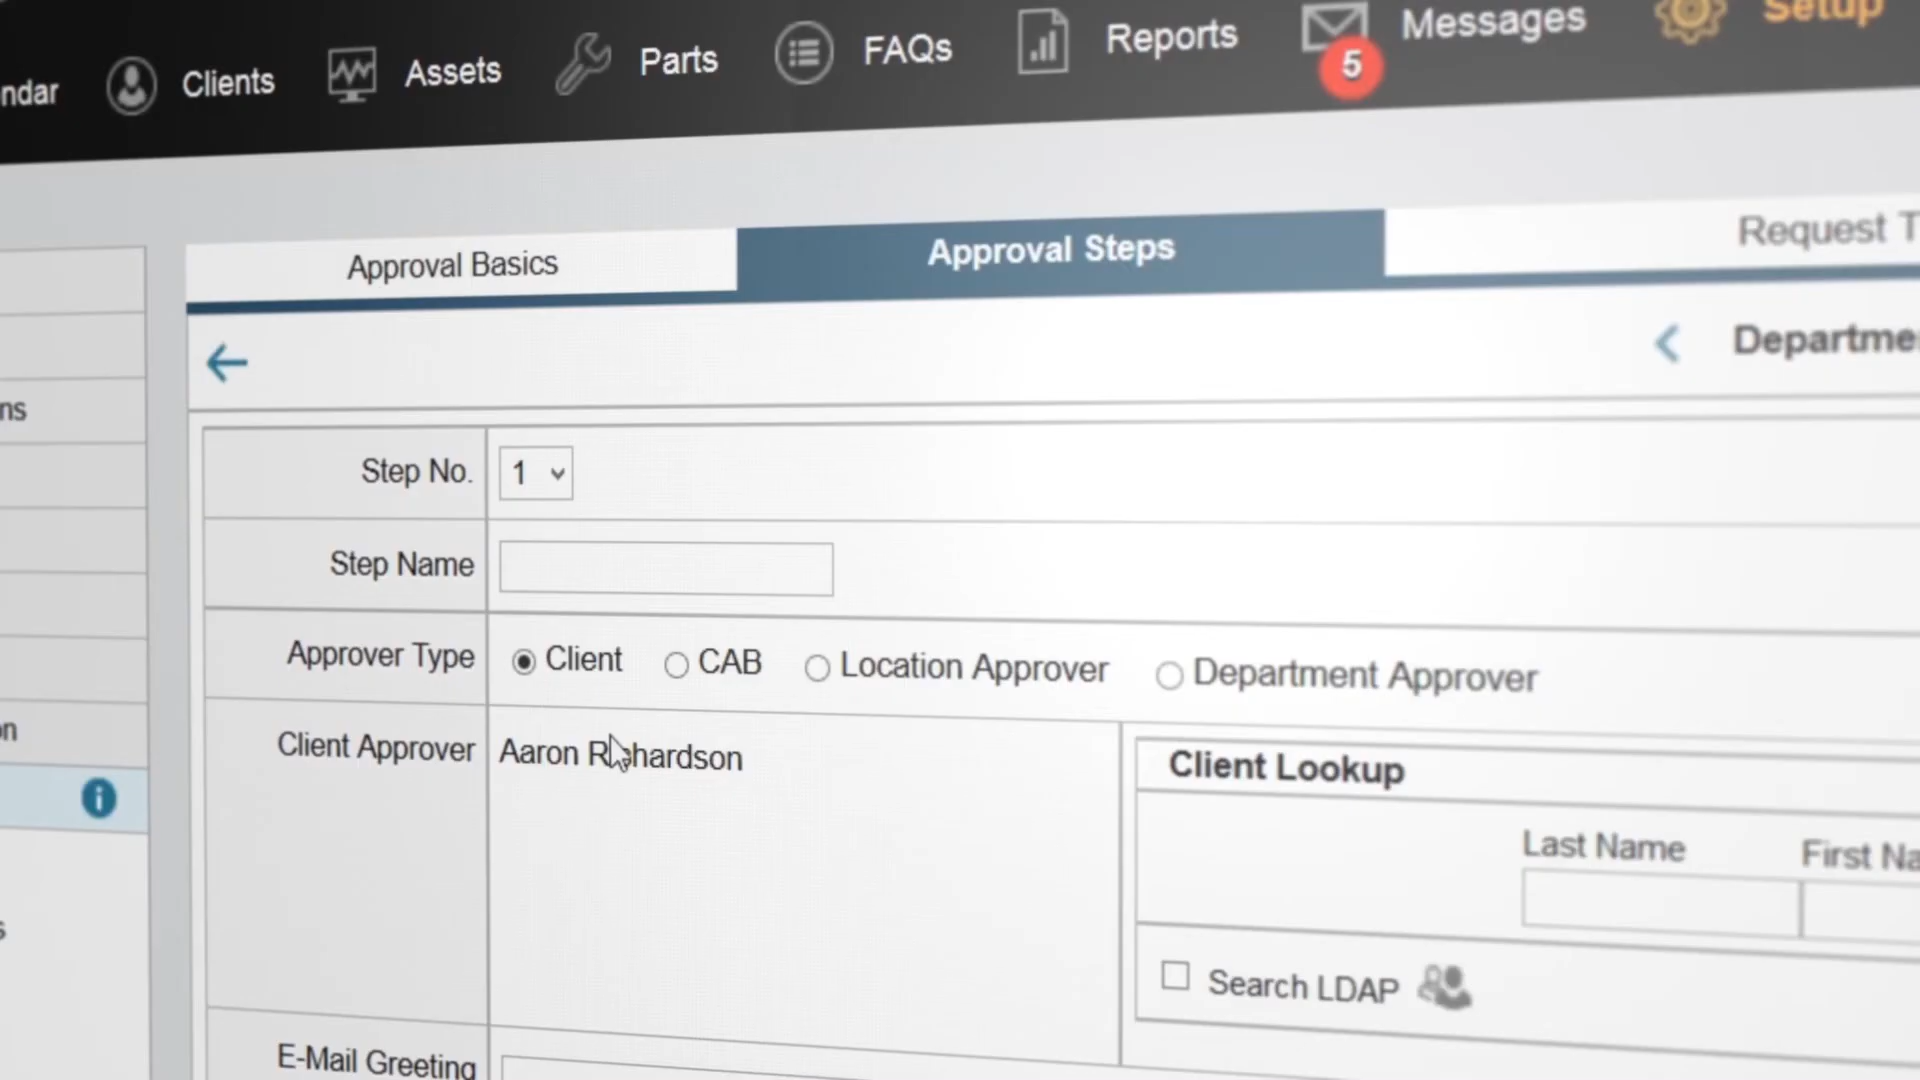 ndar Clients Assets Parts FAQs Reports 5 Messages Setup
Approval Basics Approval Steps Request T
Departme
ns
Step No. 1
Step Name
Approver Type Client CAB Location Approver Department Approver
on
Client Approver Aaron Richardson
Client Lookup
Last Name First Na
s
Search LDAP
E-Mail Greeting